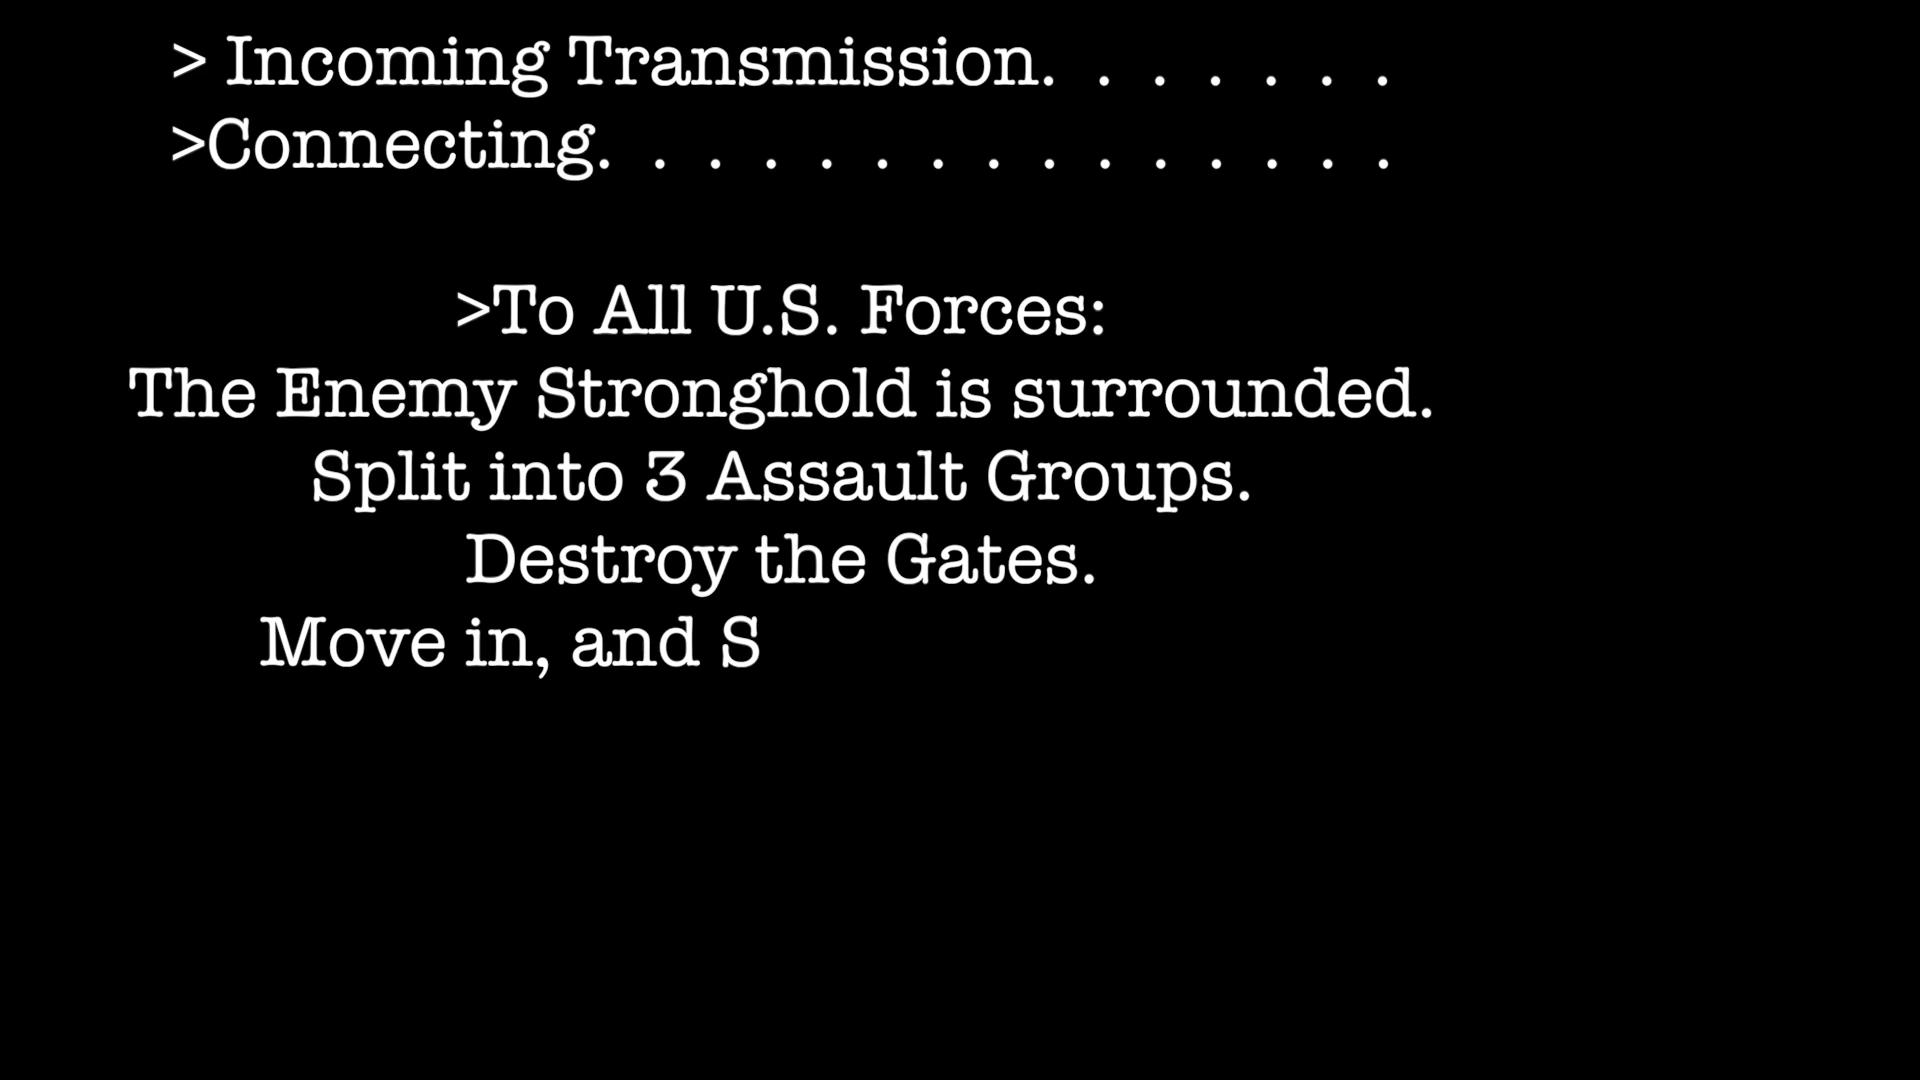 > Incoming Transmission. . . . . . .
>Connecting. . . . . . . . . . . . . . .
>To All U.S. Forces:
The Enemy Stronghold is surrounded.
Split into 3 Assault Groups.
Destroy the Gates.
Move in, and S